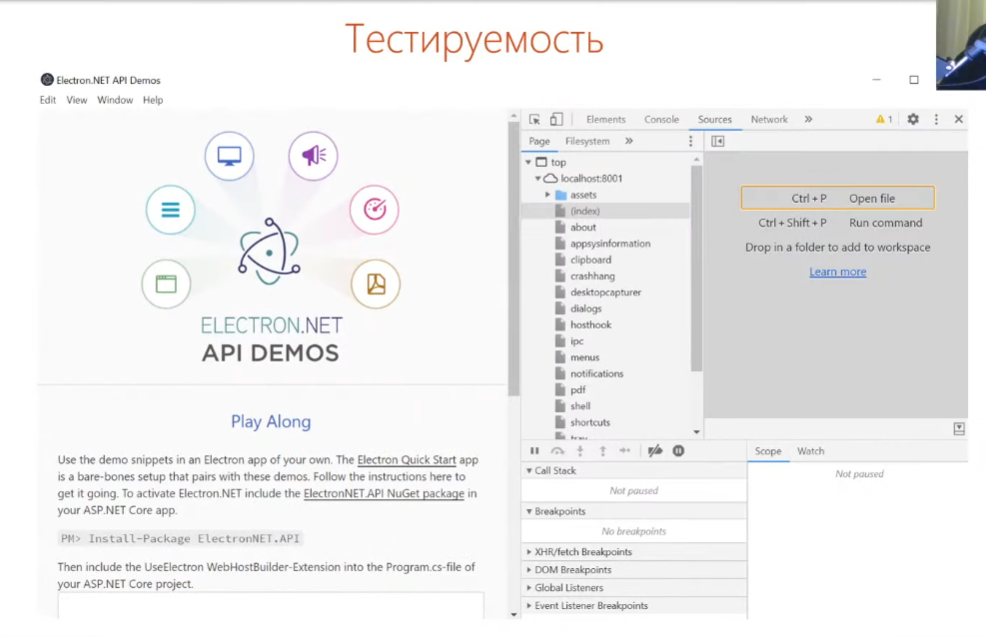 Тестируемость
Electron.NET API Demos
Edit View Window Help
ELECTRON.NET
API DEMOS
Play Along
Use the demo snippets in an Electron app of your own. The Electron Quick Start app
is a bare-bones setup that pairs with these demos. Follow the instructions here to
get it going. To activate Electron.NET include the ElectronNET.API NuGet package in
your ASP.NET Core app.
PM> Install-Package ElectronNET.API
Then include the UseElectron WebHostBuilder-Extension into the Program.cs-file of
your ASP.NET Core project.
Elements Console Sources Network » 1
Page Filesystem »
top
localhost:8001
assets
(index)
about
appsysinformation
clipboard
crashhang
desktopcapturer
dialogs
hosthook
ipc
menus
notifications
pdf
shell
shortcuts
Ctrl + P Open file
Ctrl + Shift + P Run command
Drop in a folder to add to workspace
Learn more
Call Stack
Not paused
Breakpoints
No breakpoints
XHR/fetch Breakpoints
DOM Breakpoints
Global Listeners
Event Listener Breakpoints
Scope Watch
Not paused